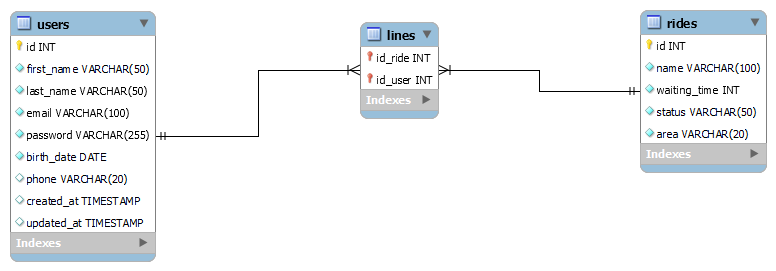 users
id INT
first_name VARCHAR(50)
last_name VARCHAR(50)
email VARCHAR(100)
password VARCHAR(255)
birth_date DATE
phone VARCHAR(20)
created_at TIMESTAMP
updated_at TIMESTAMP
Indexes
lines
id_ride INT
id_user INT
Indexes
rides
id INT
name VARCHAR(100)
waiting_time INT
status VARCHAR(50)
area VARCHAR(20)
Indexes